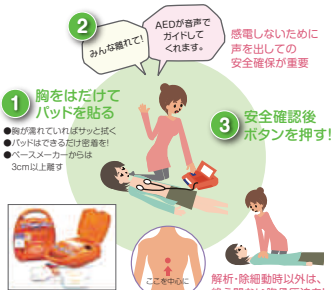 2
みんな離れて!
AEDが音声で
ガイドして
くれます。
感電しないために
声を出しての
安全確保が重要
1 胸をはだけて
パッドを貼る
●胸が濡れていればサッと拭く
●パッドはできるだけ密着を!
●ペースメーカーからは
3cm以上離す
3 安全確認後
ボタンを押す!
ここを中心に
解析・除細動時以外は、